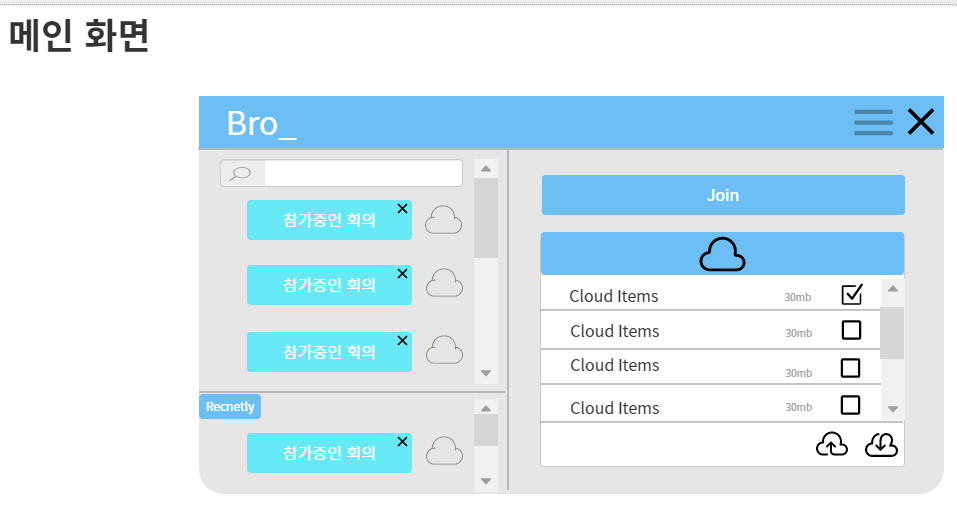 메인 화면
Bro_
참가중인 회의
참가중인 회의
참가중인 회의
Recnetly
참가중인 회의
Join
Cloud Items 30mb
Cloud Items 30mb
Cloud Items 30mb
Cloud Items 30mb